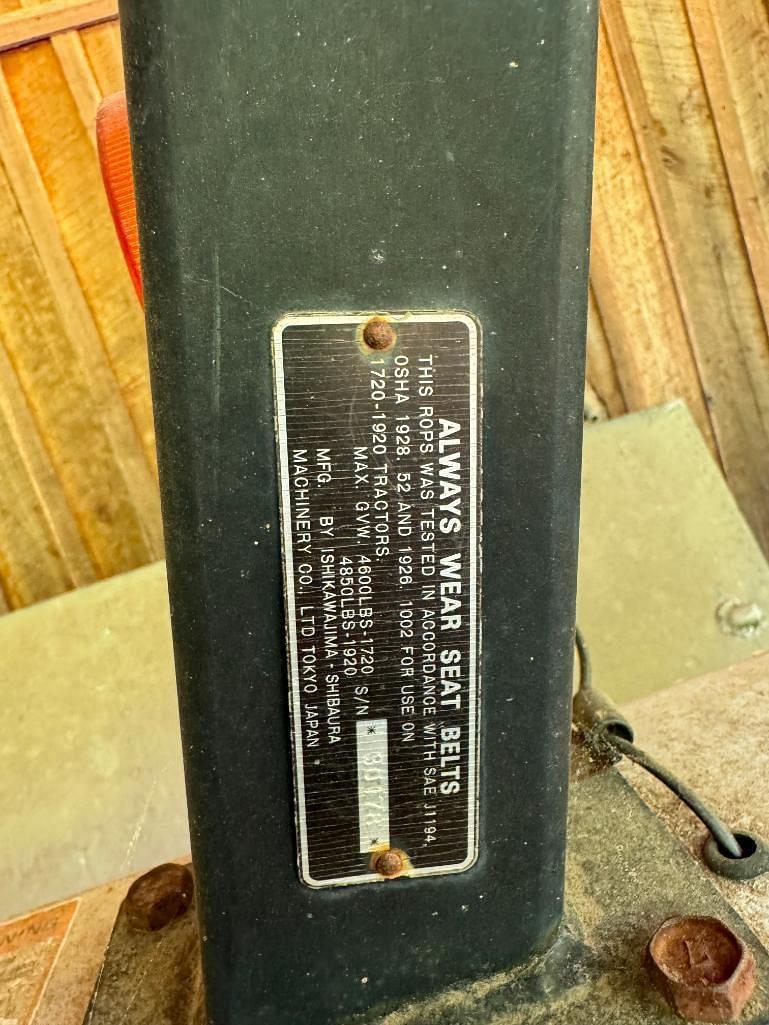 ALWAYS WEAR SEAT BELTS
THIS ROPS WAS TESTED IN ACCORDANCE WITH SAE J1194,
OSHA 1928. 52 AND 1926. 1002 FOR USE ON
1720-1920 TRACTORS.
MAX. GVW. 4600LBS-1720 S/N
4850LBS-1920
MFG. BY ISHIKAWAJIMA-SHIBAURA
MACHINERY CO., LTD TOKYO JAPAN
L